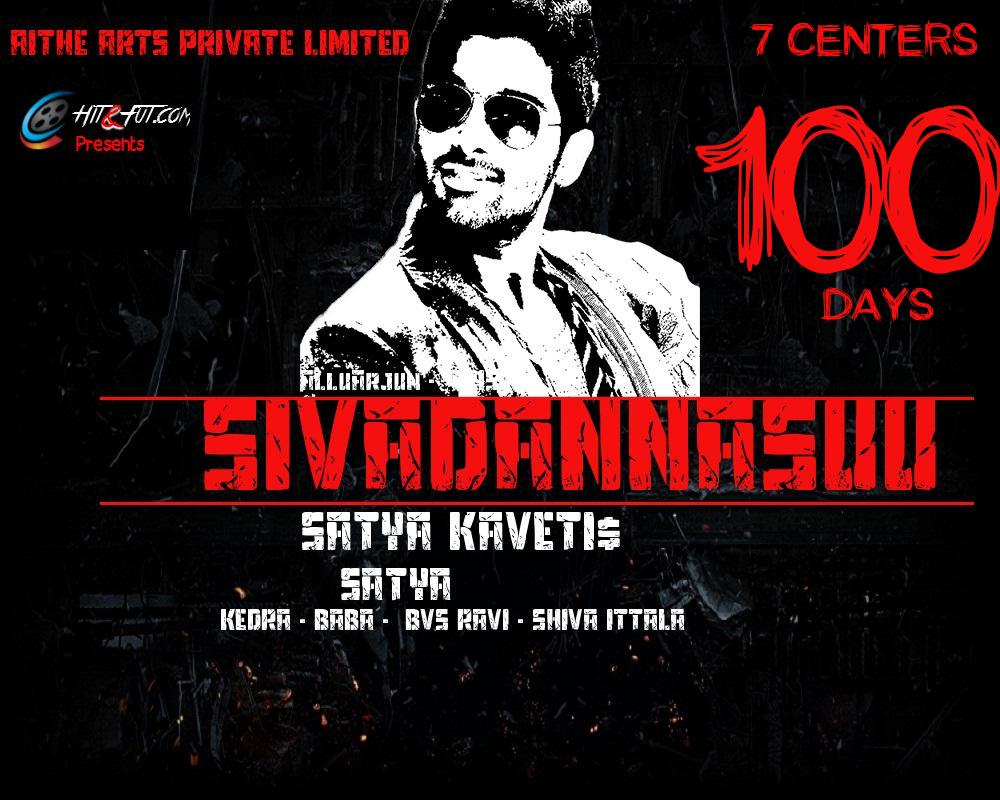 AITHE ARTS PRIVATE LIMITED
7 CENTERS
HIT&FUT.COM
Presents
100
DAYS
ALLUARJUN -
SIVADANNASUU
SATYA KAVETI$
SATYA
KEDRA - BABA - BVS RAVI - SHIVA ITTALA